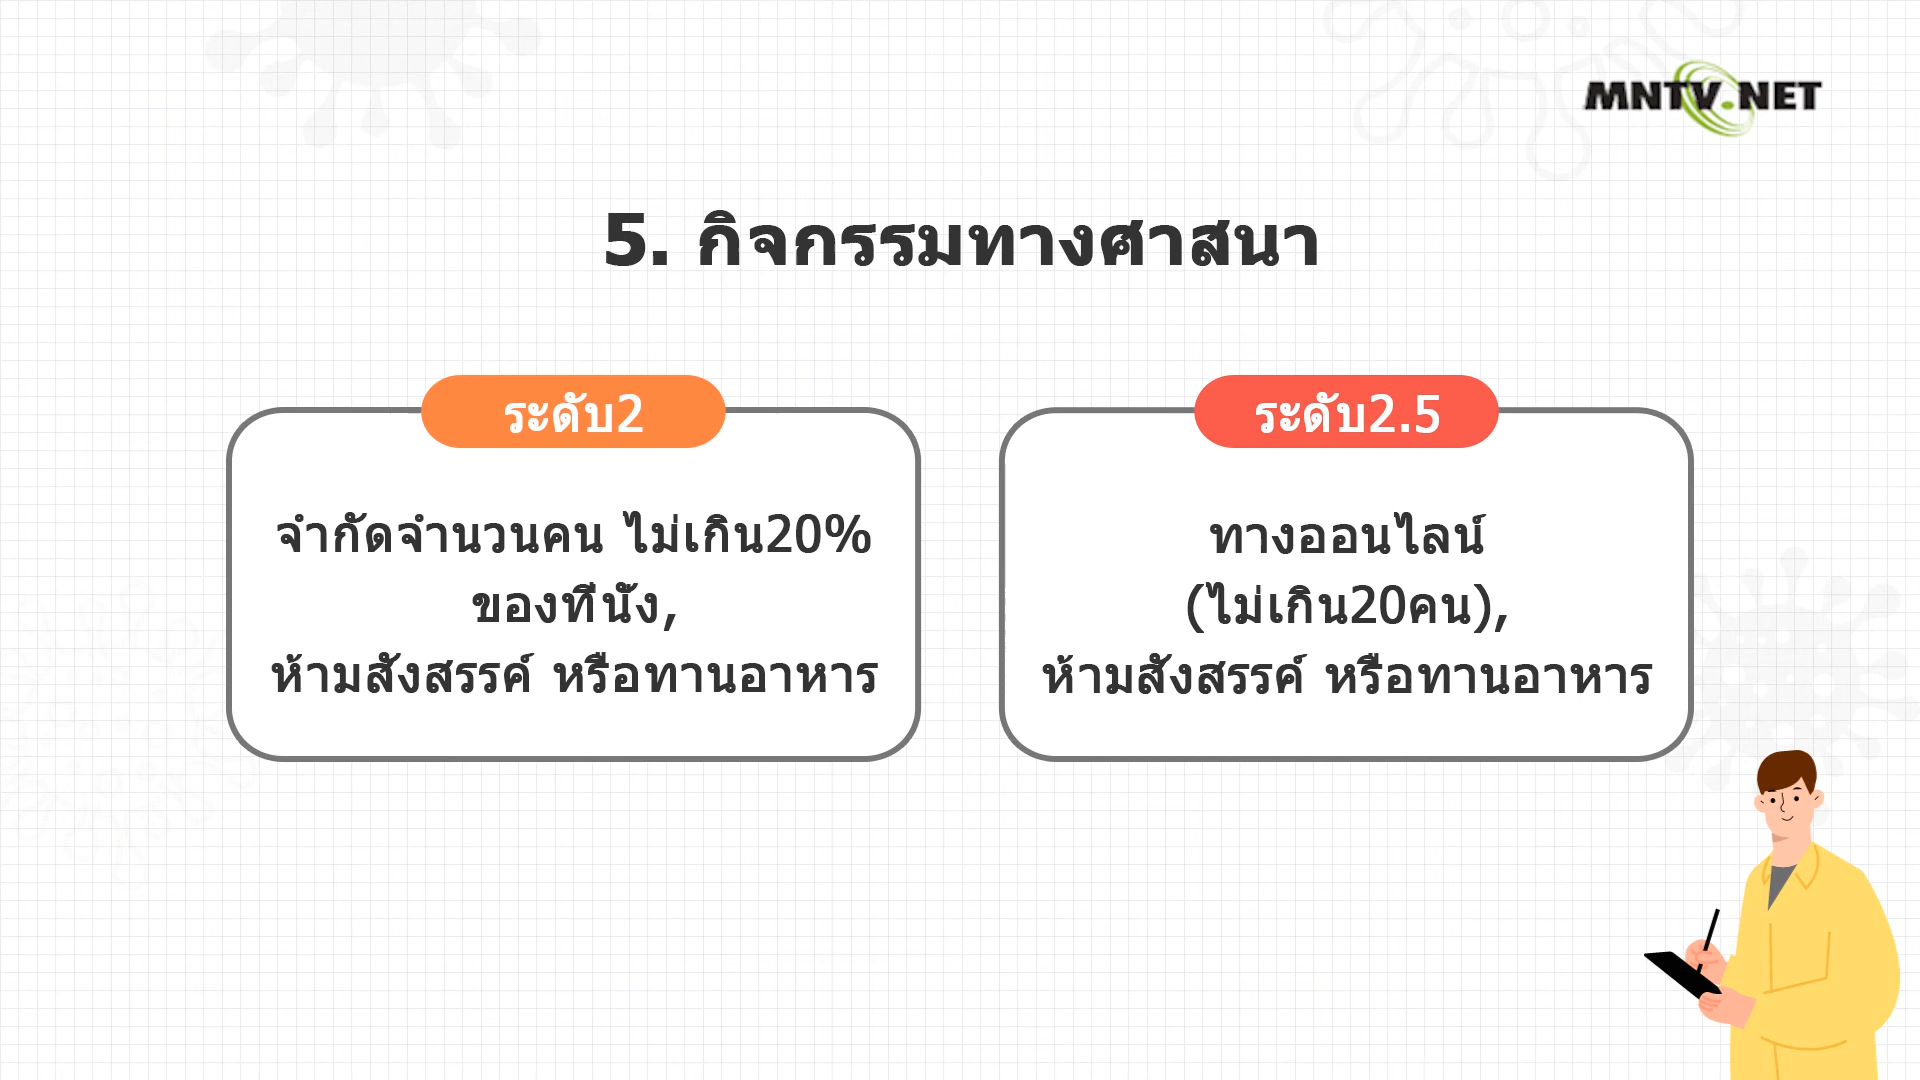 MNTV.NET
5. กิจกรรมทางศาสนา
ระดับ2
จำกัดจำนวนคน ไม่เกิน20%
ของที่นั่ง,
ห้ามสังสรรค์ หรือทานอาหาร
ระดับ2.5
ทางออนไลน์
(ไม่เกิน20คน),
ห้ามสังสรรค์ หรือทานอาหาร